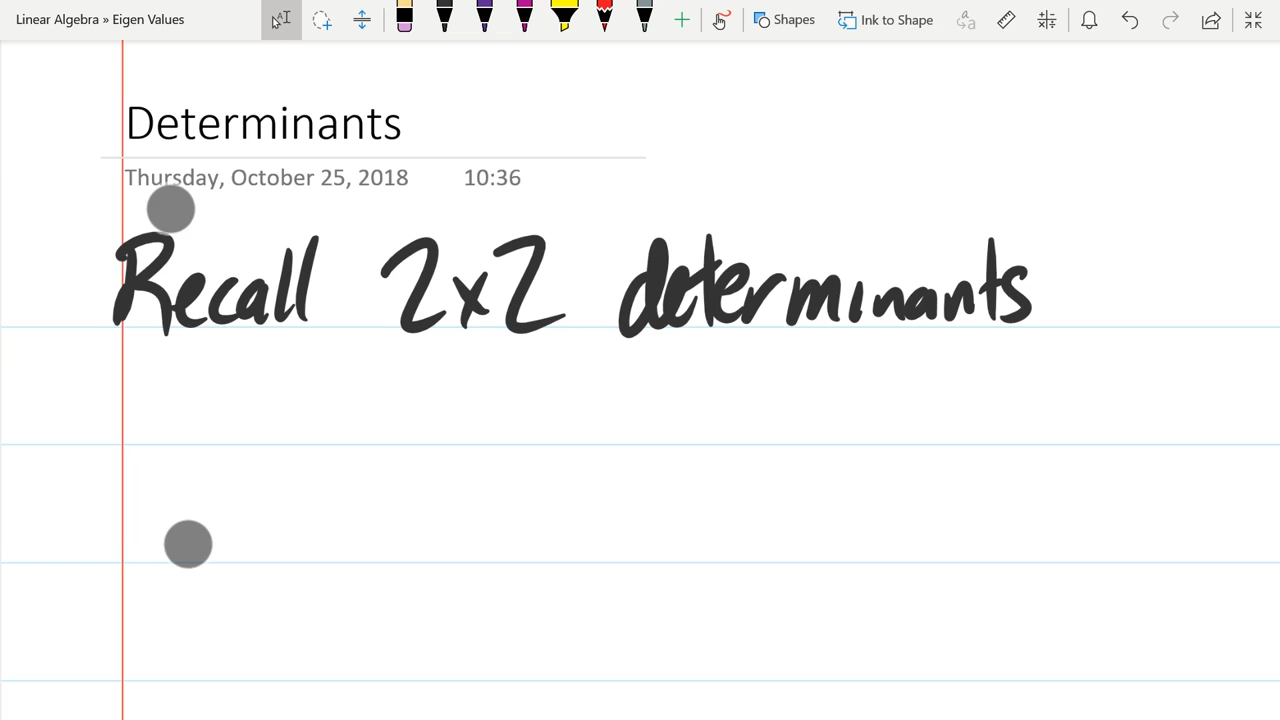 Linear Algebra » Eigen Values
Shapes
Ink to Shape
Determinants
Thursday, October 25, 2018 10:36
Recall 2x2 determinants